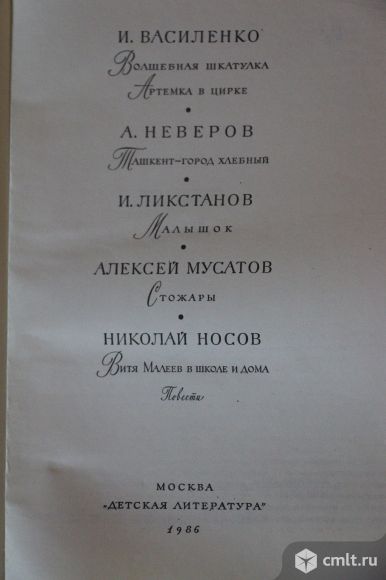 И. ВАСИЛЕНКО
ВОЛШЕБНАЯ ШКАТУЛКА
АРТЕМКА В ЦИРКЕ
•
А. НЕВЕРОВ
ТАШКЕНТ—ГОРОД ХЛЕБНЫЙ
•
И. ЛИКСТАНОВ
МАЛЫШОК
•
АЛЕКСЕЙ МУСАТОВ
СТОЖАРЫ
•
НИКОЛАЙ НОСОВ
ВИТЯ МАЛЕЕВ В ШКОЛЕ И ДОМА
Повести
МОСКВА
"ДЕТСКАЯ ЛИТЕРАТУРА"
1986
cmlt.ru